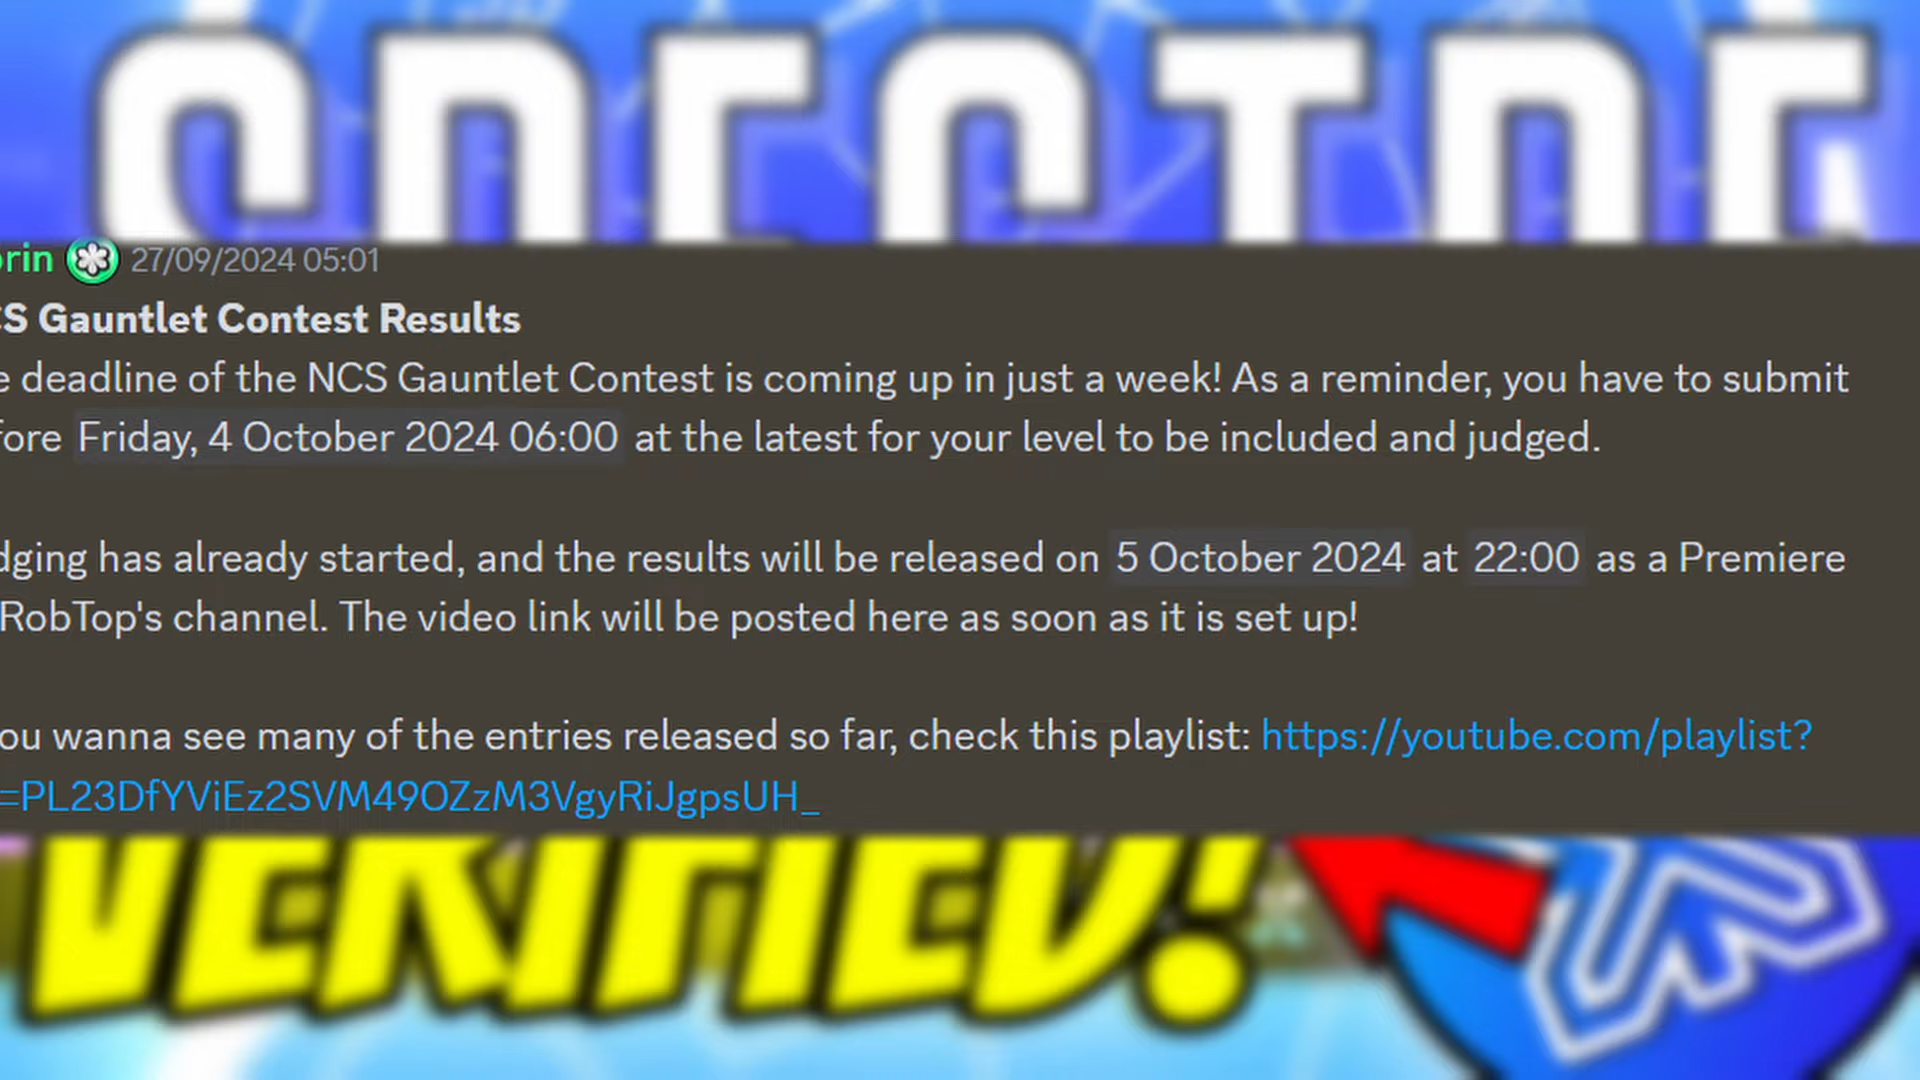 SPECTRE
rin 27/09/2024 05:01
CS Gauntlet Contest Results
e deadline of the NCS Gauntlet Contest is coming up in just a week! As a reminder, you have to submit
fore Friday, 4 October 2024 06:00 at the latest for your level to be included and judged.
dging has already started, and the results will be released on 5 October 2024 at 22:00 as a Premiere
RobTop's channel. The video link will be posted here as soon as it is set up!
ou wanna see many of the entries released so far, check this playlist: https://youtube.com/playlist?
=PL23DfYViEz2SVM49OZzM3VgyRiJgpsUH_
VERIFIED!